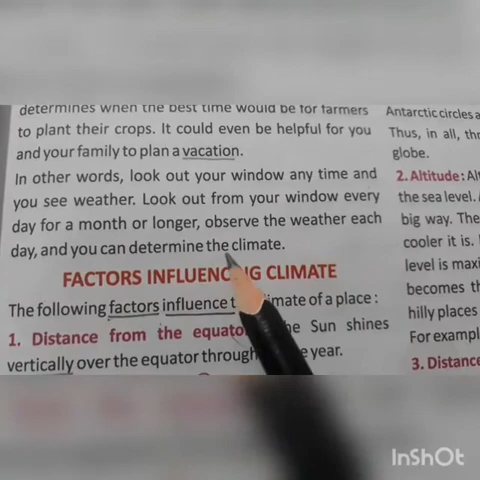 determines when the best time would be for farmers
to plant their crops. It could even be helpful for you
and your family to plan a vacation.
In other words, look out your window any time and
you see weather. Look out from your window every
day for a month or longer, observe the weather each
day, and you can determine the climate.
FACTORS INFLUENCING CLIMATE
The following factors influence climate of a place :
1. Distance from the equator Sun shines
vertically over the equator through year.
Antarctic circles a
Thus, in all, thr
globe.
2. Altitude : Al
the sea level.
big way. The
cooler it is.
level is maxi
becomes th
hilly places
For exampl
3. Distance
InShOt